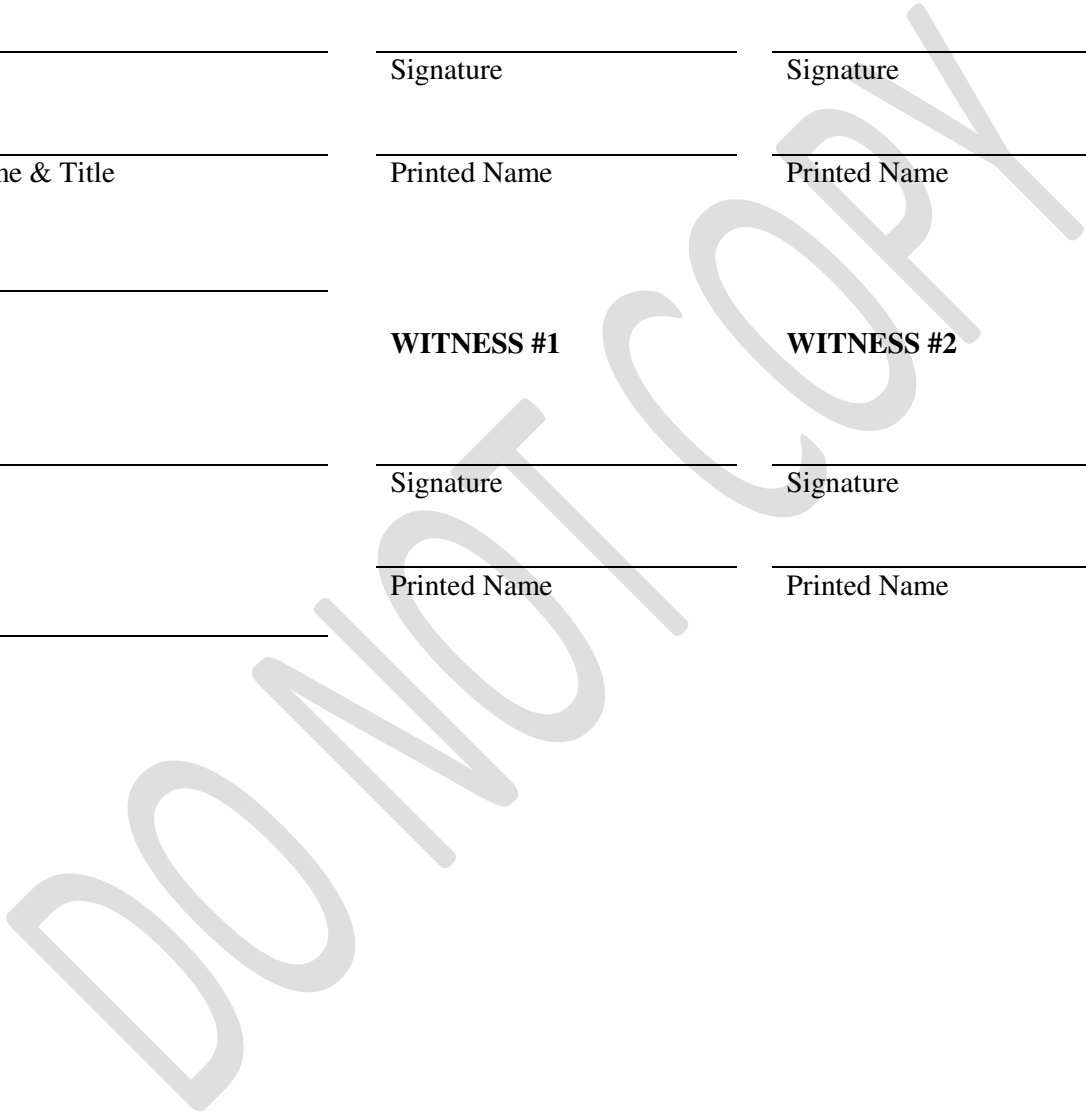 Signature Signature
& Title Printed Name Printed Name
WITNESS #1 WITNESS #2
Signature Signature
Printed Name Printed Name
DO NOT COPY